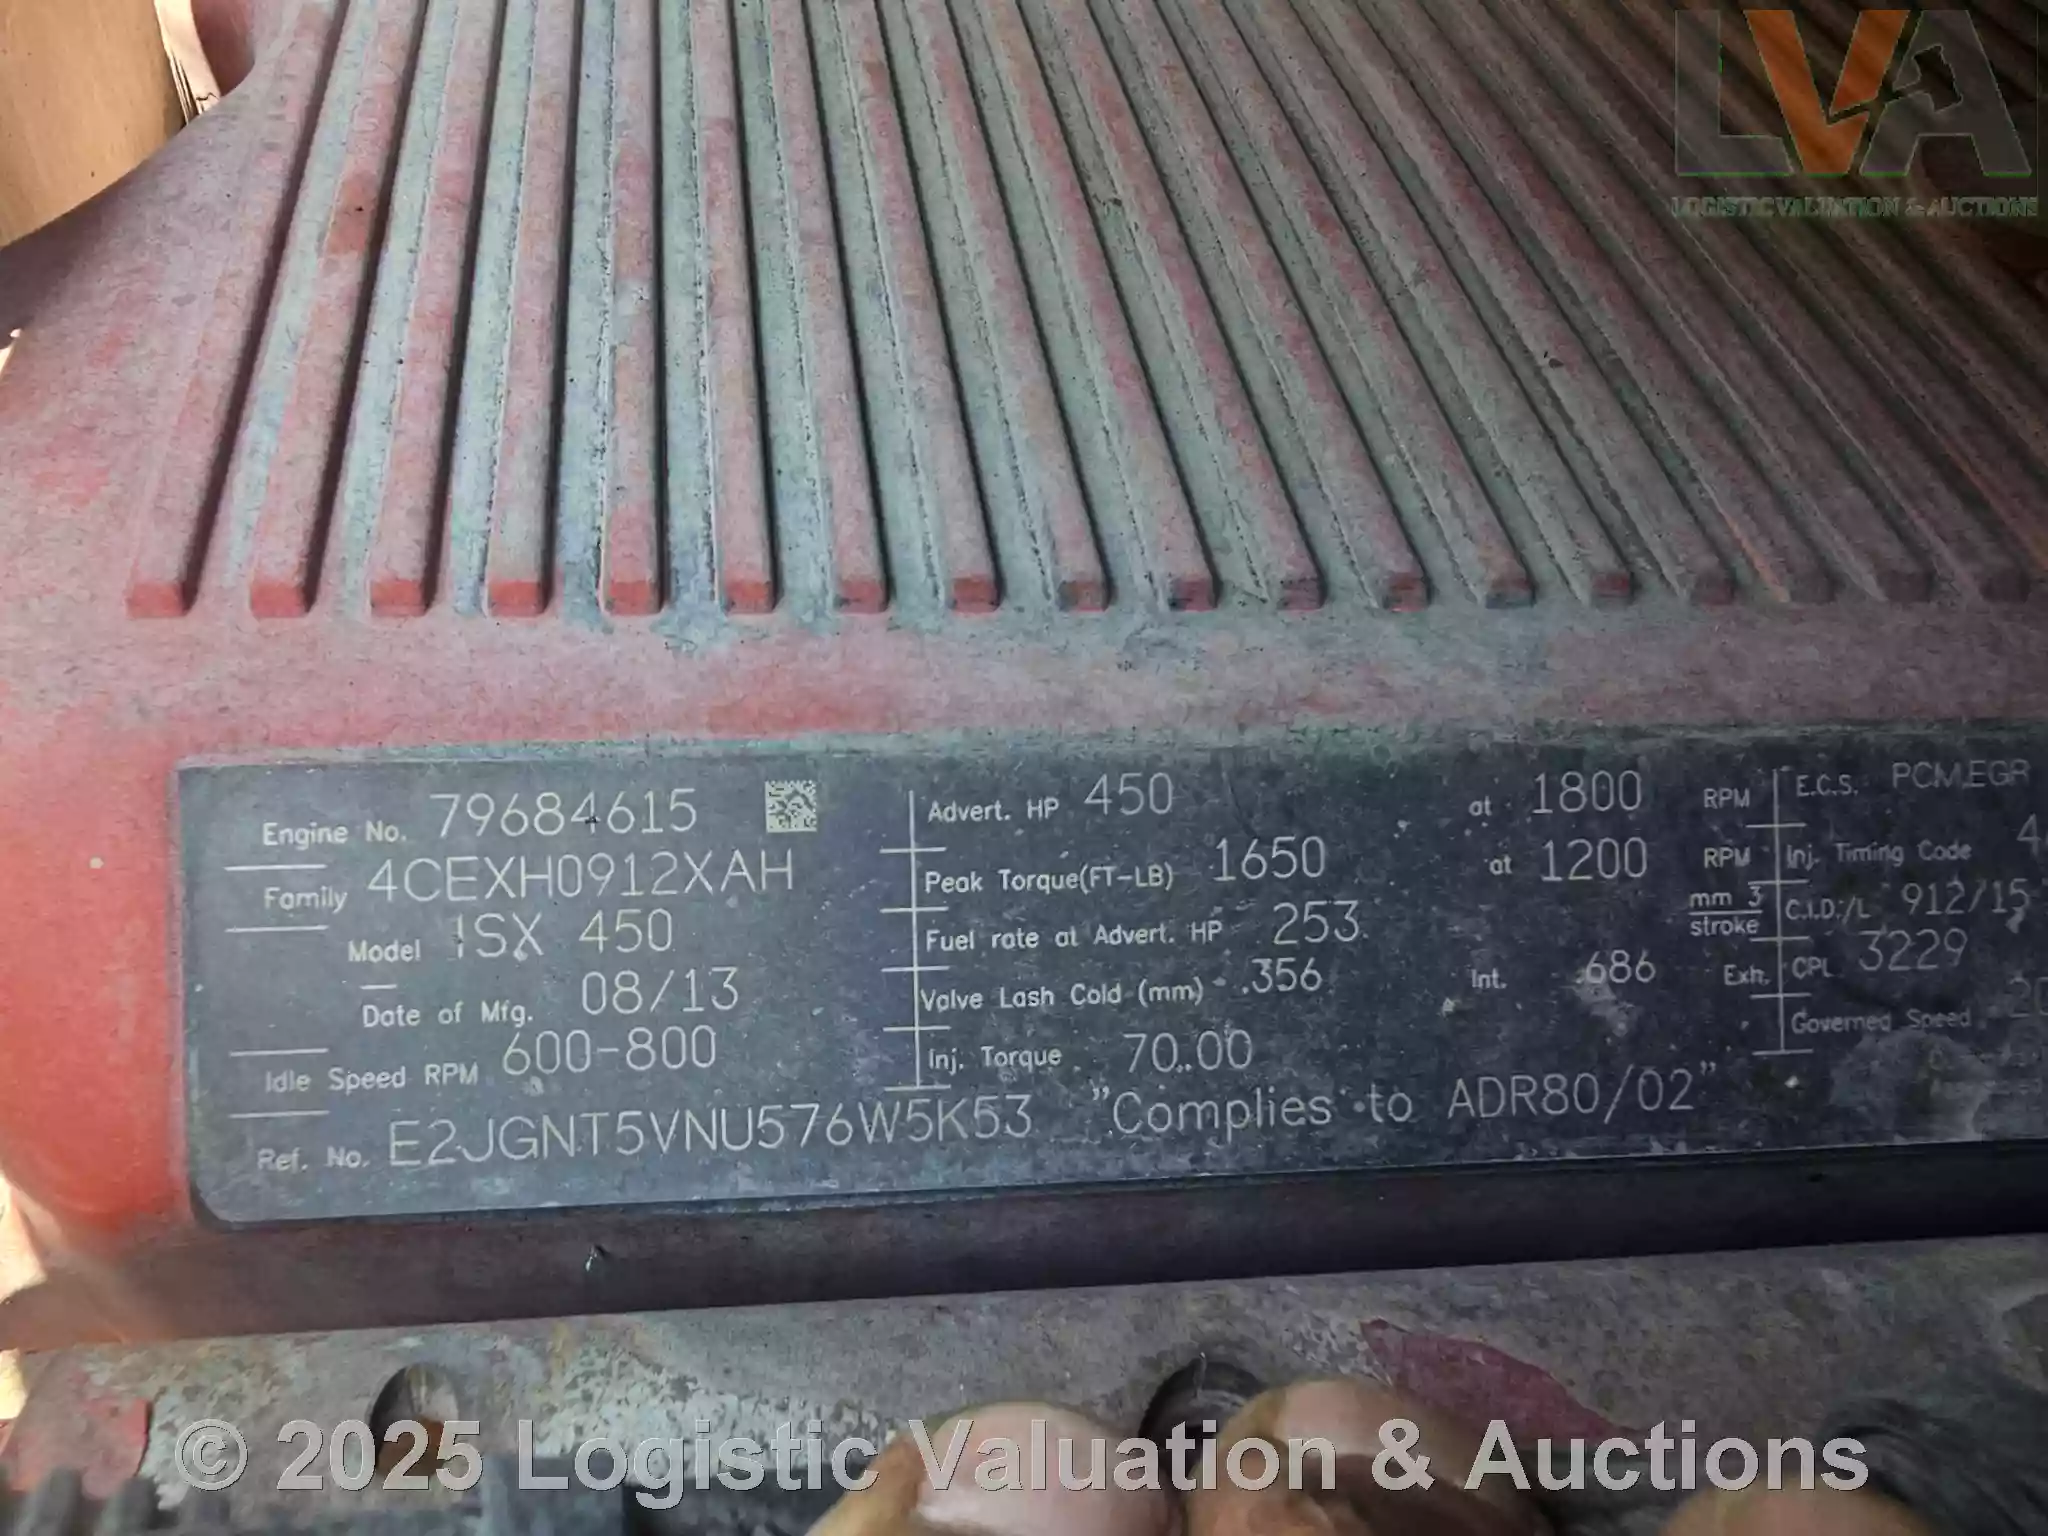 LVA
LOGISTIC VALUATION & AUCTIONS
Engine No. 79684615
Family 4CEXH0912XAH
Model ISX 450
Date of Mfg. 08/13
Idle Speed RPM 600-800
Ref. No. E2JGNT5VNU576W5K53 "Complies to ADR80/02"
Advert. HP 450 at 1800 RPM
Peak Torque(FT-LB) 1650 at 1200 RPM
Fuel rate at Advert. HP 253 mm 3 stroke
Valve Lash Cold (mm) .356 Int. .686 Exh.
Inj. Torque 70.00
E.C.S. PCM,EGR
Inj. Timing Code
C.I.D./L 912/15
CPL 3229
Governed Speed 20
© 2025 Logistic Valuation & Auctions